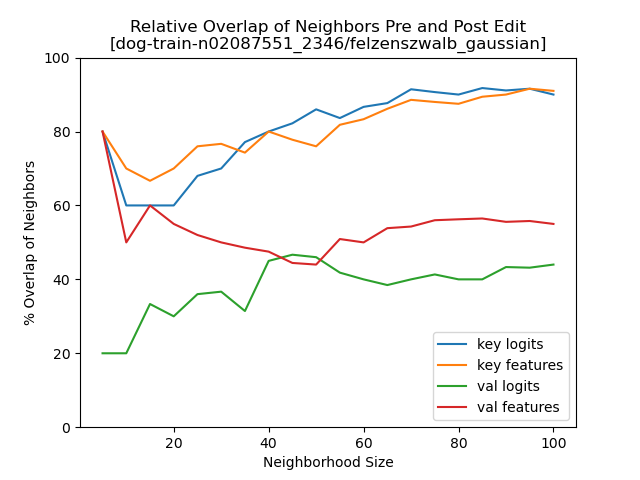 Relative Overlap of Neighbors Pre and Post Edit
[dog-train-n02087551_2346/felzenszwalb_gaussian]
% Overlap of Neighbors
100
80
60
40
20
0
key logits
key features
val logits
val features
20 40 60 80 100
Neighborhood Size